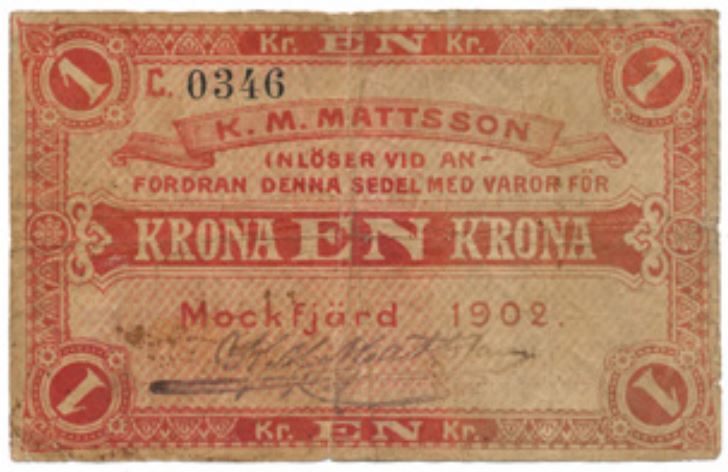 Kr. EN Kr.
1 1
C. 0346
K. M. MATTSSON
INLÖSER VID AN-
FORDRAN DENNA SEDEL MED VAROR FÖR
KRONA EN KRONA
Mockfjärd 1902.
1 1
Kr. EN Kr.